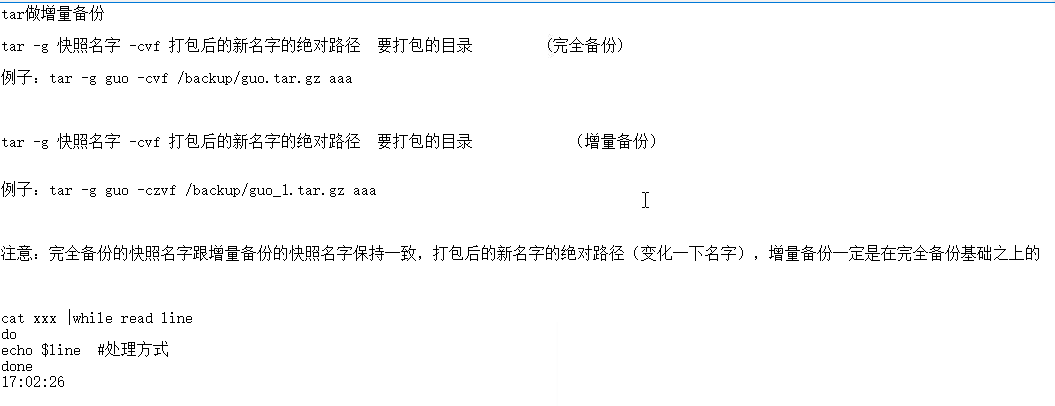 tar做增量备份
tar -g 快照名字 -cvf 打包后的新名字的绝对路径 要打包的目录 （完全备份）
例子：tar -g guo -cvf /backup/guo.tar.gz aaa
tar -g 快照名字 -cvf 打包后的新名字的绝对路径 要打包的目录 （增量备份）
例子：tar -g guo -czvf /backup/guo_1.tar.gz aaa
注意：完全备份的快照名字跟增量备份的快照名字保持一致，打包后的新名字的绝对路径（变化一下名字），增量备份一定是在完全备份基础之上的
cat xxx |while read line
do
echo $line #处理方式
done
17:02:26